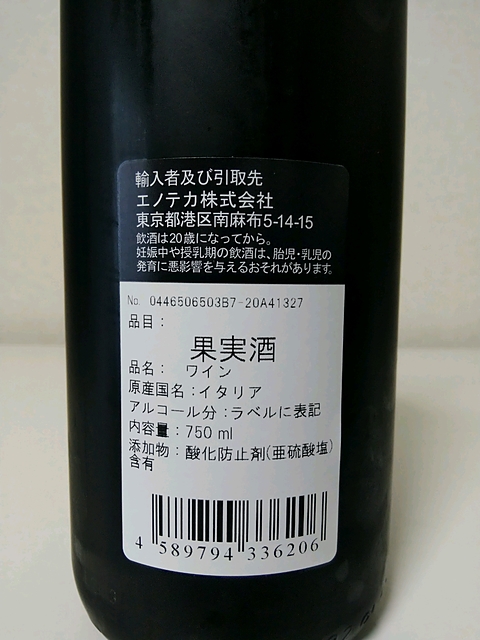 輸入者及び引取先
エノテカ株式会社
東京都港区南麻布5-14-15
飲酒は20歳になってから。
妊娠中や授乳期の飲酒は、胎児・乳児の
発育に悪影響を与えるおそれがあります。
No. 0446506503B7-20A41327
品目：
果実酒
品名： ワイン
原産国名：イタリア
アルコール分：ラベルに表記
内容量：750 ml
添加物：酸化防止剤(亜硫酸塩)
含有
4 589794 336206